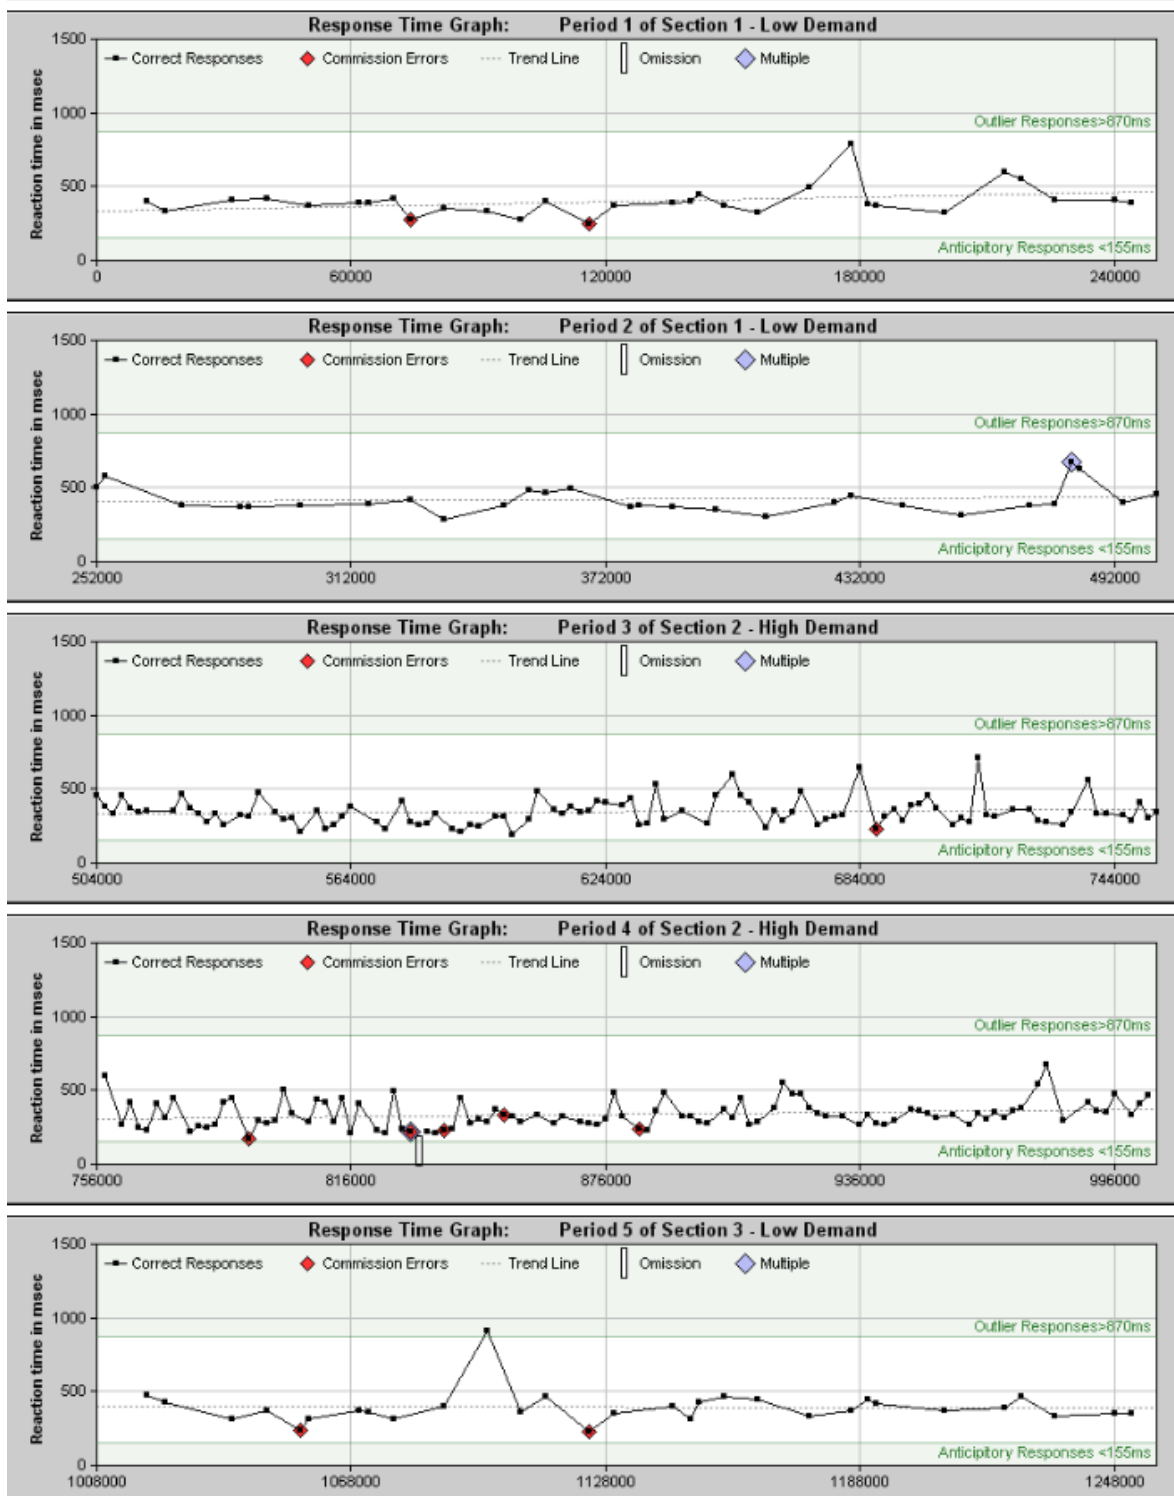 Response Time Graph: Period 1 of Section 1 - Low Demand
Reaction time in msec
1500
Correct Responses Commission Errors Trend Line Omission Multiple
1000
Outlier Responses>870ms
500
Anticipitory Responses <155ms
0
0 60000 120000 180000 240000
Response Time Graph: Period 2 of Section 1 - Low Demand
Reaction time in msec
1500
Correct Responses Commission Errors Trend Line Omission Multiple
1000
Outlier Responses>870ms
500
Anticipitory Responses <155ms
0
252000 312000 372000 432000 492000
Response Time Graph: Period 3 of Section 2 - High Demand
Reaction time in msec
1500
Correct Responses Commission Errors Trend Line Omission Multiple
1000
Outlier Responses>870ms
500
Anticipitory Responses <155ms
0
504000 564000 624000 684000 744000
Response Time Graph: Period 4 of Section 2 - High Demand
Reaction time in msec
1500
Correct Responses Commission Errors Trend Line Omission Multiple
1000
Outlier Responses>870ms
500
Anticipitory Responses <155ms
0
756000 816000 876000 936000 996000
Response Time Graph: Period 5 of Section 3 - Low Demand
Reaction time in msec
1500
Correct Responses Commission Errors Trend Line Omission Multiple
1000
Outlier Responses>870ms
500
Anticipitory Responses <155ms
0
1008000 1068000 1128000 1188000 1248000